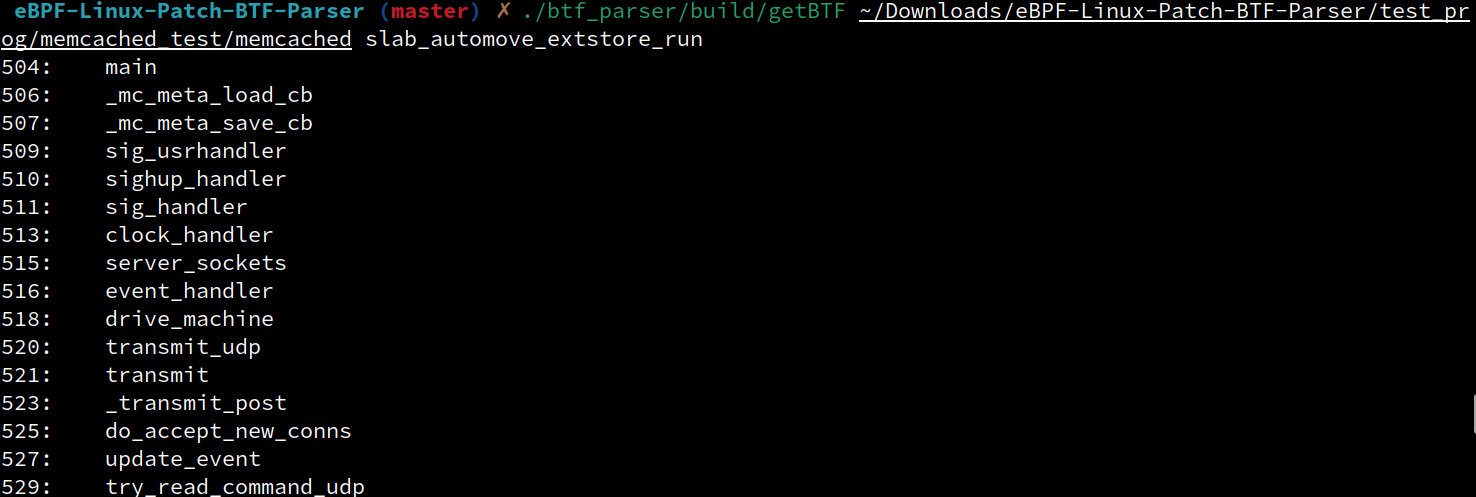 eBPF-Linux-Patch-BTF-Parser (master) ✗ ./btf_parser/build/getBTF ~/Downloads/eBPF-Linux-Patch-BTF-Parser/test_pr
og/memcached_test/memcached slab_automove_extstore_run
504:    main
506:    _mc_meta_load_cb
507:    _mc_meta_save_cb
509:    sig_usrhandler
510:    sighup_handler
511:    sig_handler
513:    clock_handler
515:    server_sockets
516:    event_handler
518:    drive_machine
520:    transmit_udp
521:    transmit
523:    _transmit_post
525:    do_accept_new_conns
527:    update_event
529:    try_read_command_udp